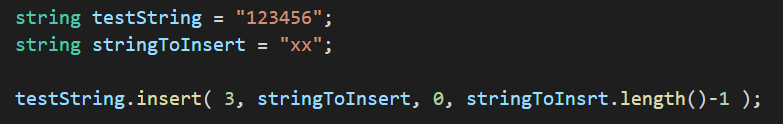 string testString = "123456";
string stringToInsert = "xx";
testString.insert( 3, stringToInsert, 0, stringToInsrt.length()-1 );